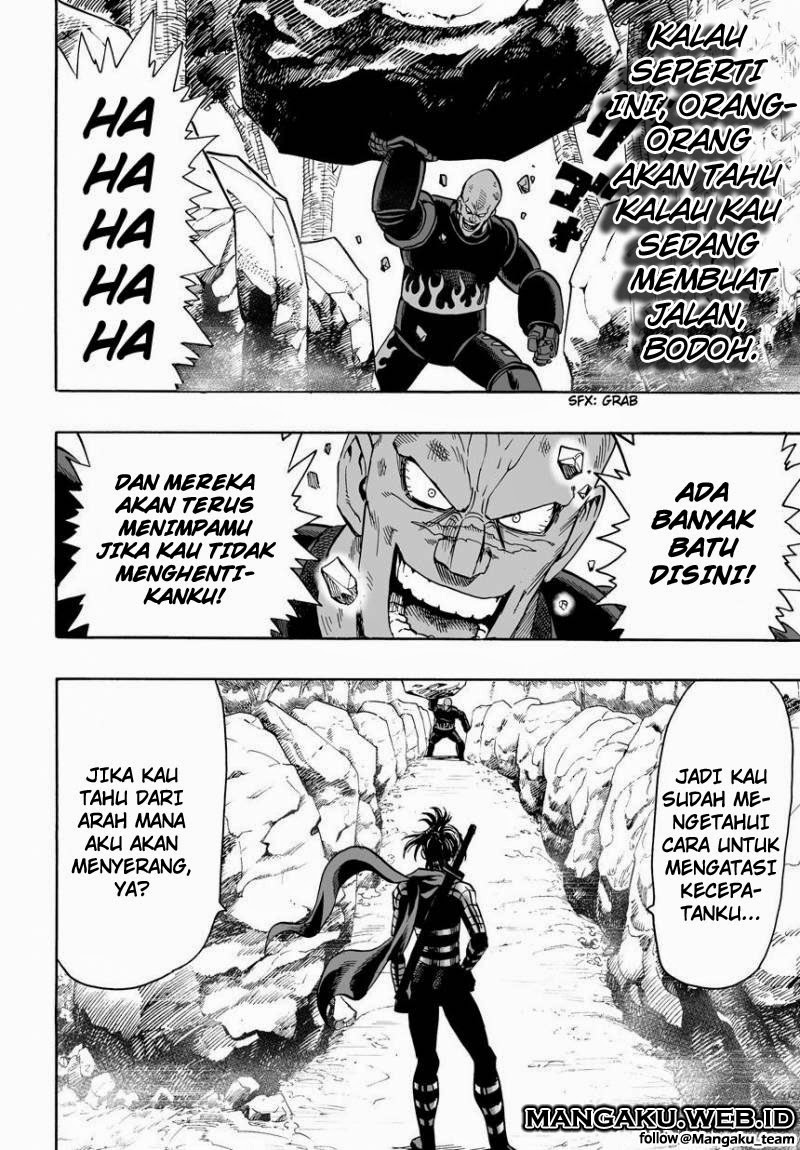 KALAU
SEPERTI
INI, ORANG-
ORANG
AKAN TAHU
KALAU KAU
SEDANG
MEMBUAT
JALAN,
BODOH.
HA
HA
HA
HA
HA
クゴオ
SFX: GRAB
ADA
BANYAK
BATU
DISINI!
DAN MEREKA
AKAN TERUS
MENIMPAMU
JIKA KAU TIDAK
MENGHENTI-
KANKU!
JADI KAU
SUDAH ME-
NGETAHUI
CARA UNTUK
MENGATASI
KECEPA-
TANKU...
JIKA KAU
TAHU DARI
ARAH MANA
AKU AKAN
MENYERANG,
YA?
MANGAKU.WEB.ID
follow @Mangaku_team